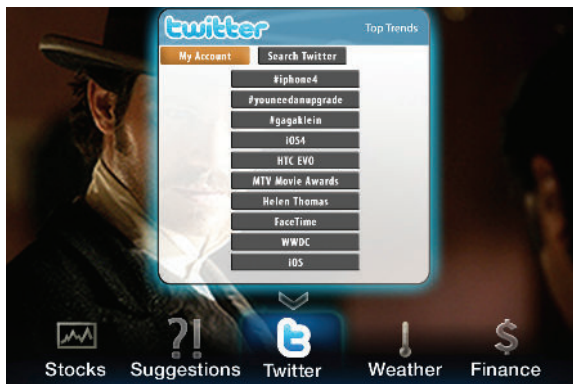 twitter
Top Trends
My Account
Search Twitter
#iphone4
#youneedanupgrade
#gagaklein
iOS4
HTC EVO
MTV Movie Awards
Helen Thomas
FaceTime
WWDC
iOS
?!
t
$
Stocks
Suggestions
Twitter
Weather
Finance